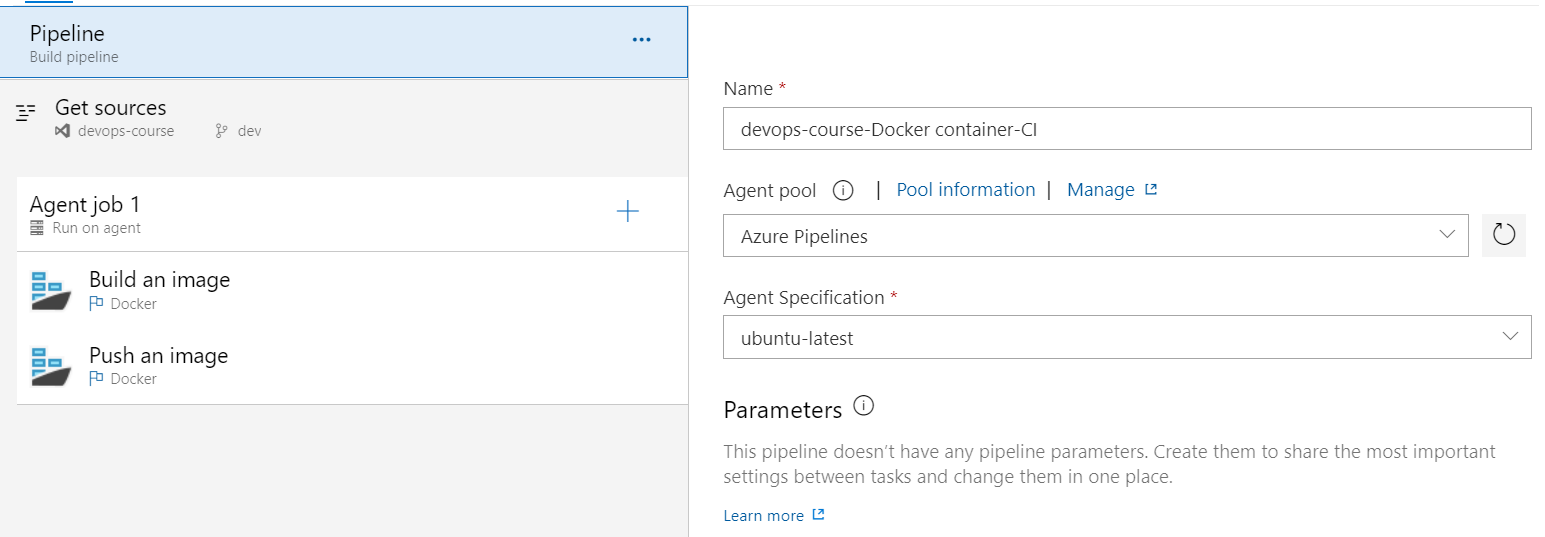 Pipeline
...
Build pipeline
Get sources
devops-course dev
Agent job 1
Run on agent
Build an image
Docker
Push an image
Docker
Name *
devops-course-Docker container-CI
Agent pool | Pool information | Manage
Azure Pipelines
Agent Specification *
ubuntu-latest
Parameters
This pipeline doesn't have any pipeline parameters. Create them to share the most important
settings between tasks and change them in one place.
Learn more